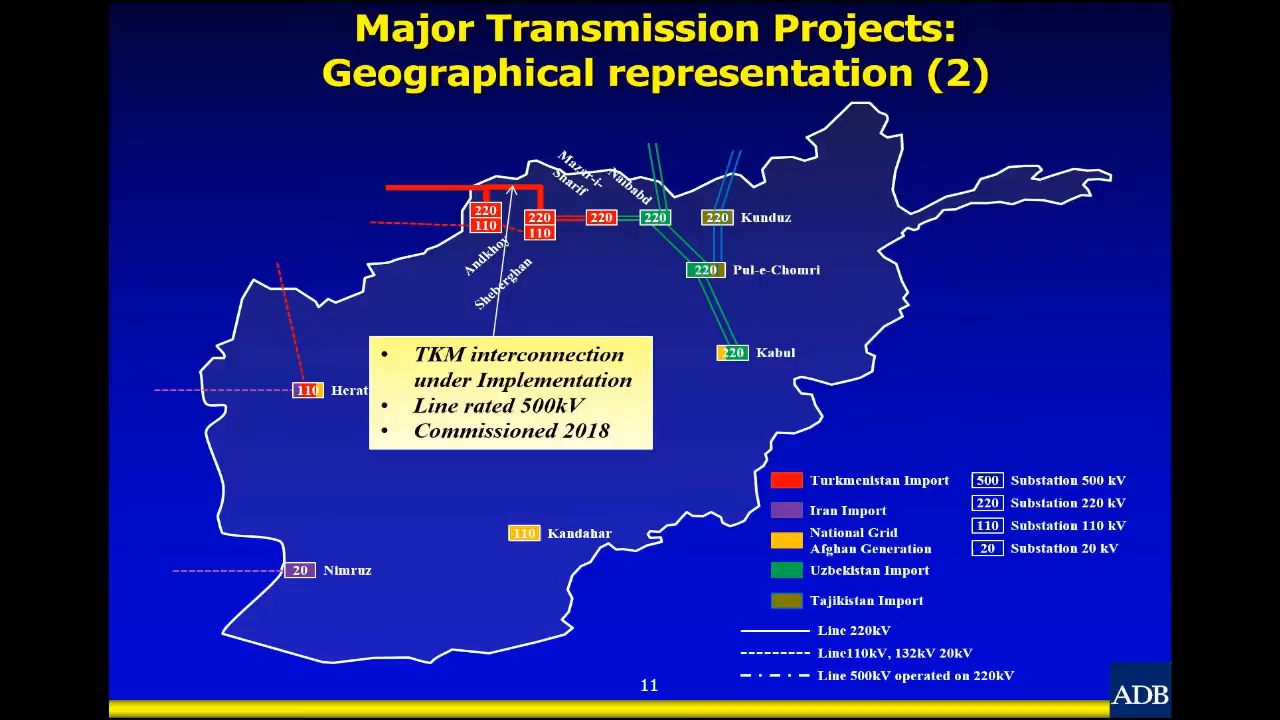 Major Transmission Projects:
Geographical representation (2)
Mazar-i-
Sharif
Naibabd
220
110
220
110
220
220
220
Kunduz
Andkhoy
Sheberghan
220
Pul-e-Chomri
220
Kabul
• TKM interconnection
under Implementation
• Line rated 500kV
• Commissioned 2018
110
Herat
110
Kandahar
20
Nimruz
Turkmenistan Import
Iran Import
National Grid
Afghan Generation
Uzbekistan Import
Tajikistan Import
500 Substation 500 kV
220 Substation 220 kV
110 Substation 110 kV
20 Substation 20 kV
Line 220kV
Line110kV, 132kV 20kV
Line 500kV operated on 220kV
11
ADB